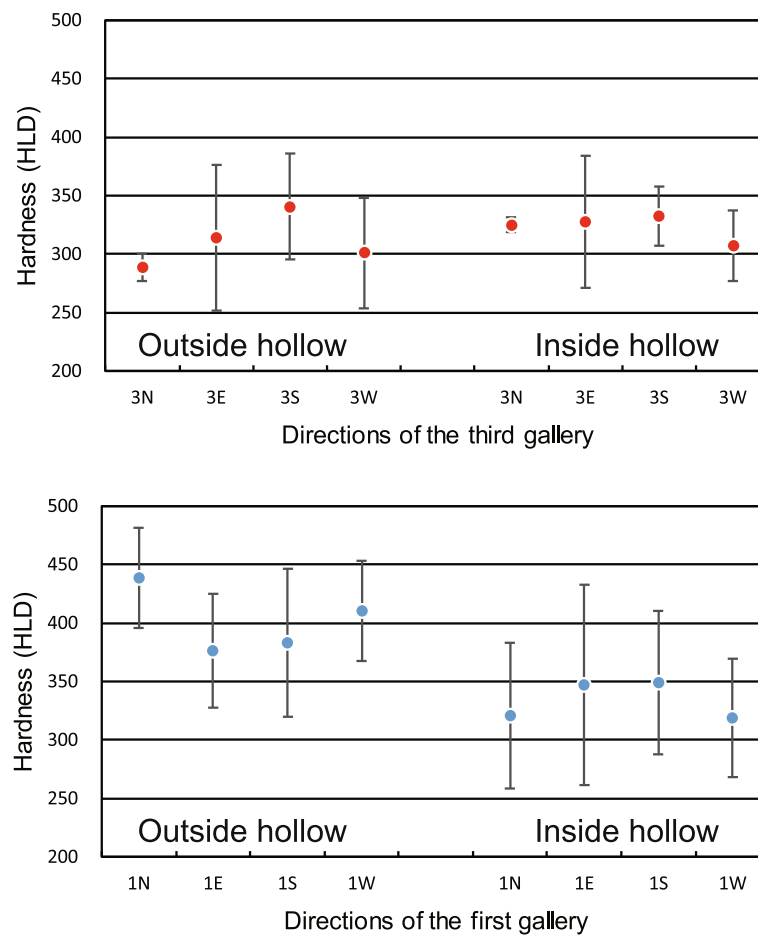 500
450
400
350
300
250
200
Hardness (HLD)
Outside hollow Inside hollow
3N 3E 3S 3W 3N 3E 3S 3W
Directions of the third gallery
500
450
400
350
300
250
200
Hardness (HLD)
Outside hollow Inside hollow
1N 1E 1S 1W 1N 1E 1S 1W
Directions of the first gallery